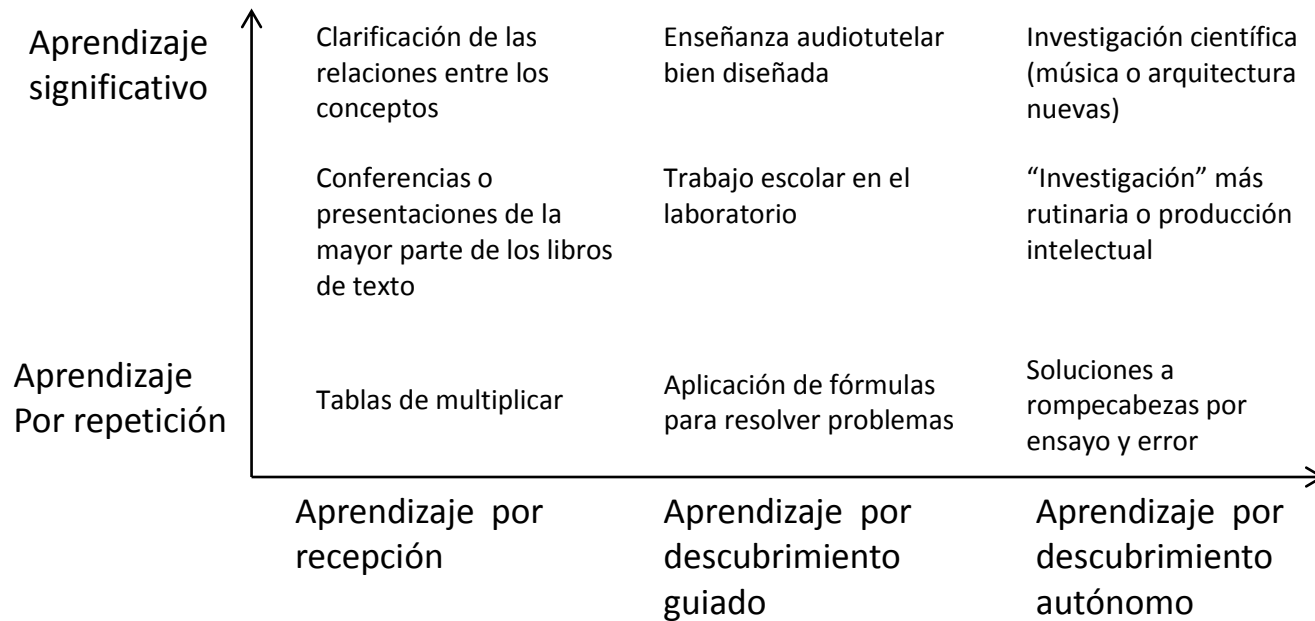 Aprendizaje
significativo
Clarificación de las
relaciones entre los
conceptos
Enseñanza audiotutelar
bien diseñada
Investigación científica
(música o arquitectura
nuevas)
Conferencias o
presentaciones de la
mayor parte de los libros
de texto
Trabajo escolar en el
laboratorio
“Investigación” más
rutinaria o producción
intelectual
Aprendizaje
Por repetición
Tablas de multiplicar
Aplicación de fórmulas
para resolver problemas
Soluciones a
rompecabezas por
ensayo y error
Aprendizaje por
recepción
Aprendizaje por
descubrimiento
guiado
Aprendizaje por
descubrimiento
autónomo